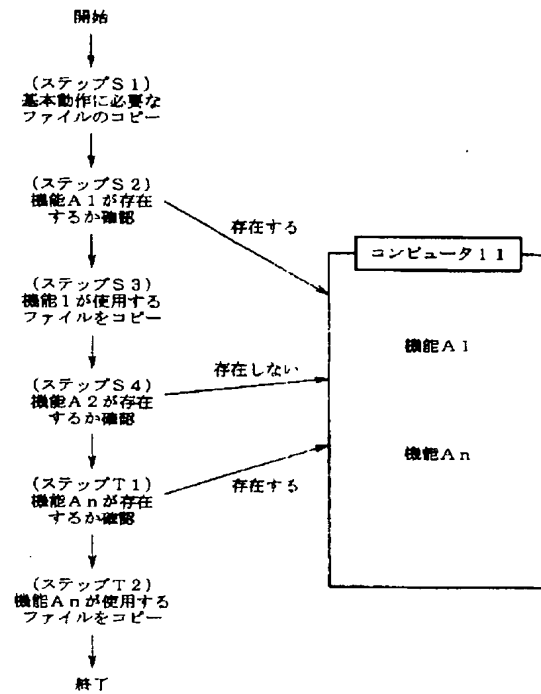 開始
(ステップS1)
基本動作に必要な
ファイルのコピー
(ステップS2)
機能A1が存在
するか確認
存在する
コンピュータ11
(ステップS3)
機能1が使用する
ファイルをコピー
機能A1
存在しない
(ステップS4)
機能A2が存在
するか確認
機能An
(ステップT1)
機能Anが存在
するか確認
存在する
(ステップT2)
機能Anが使用する
ファイルをコピー
終了